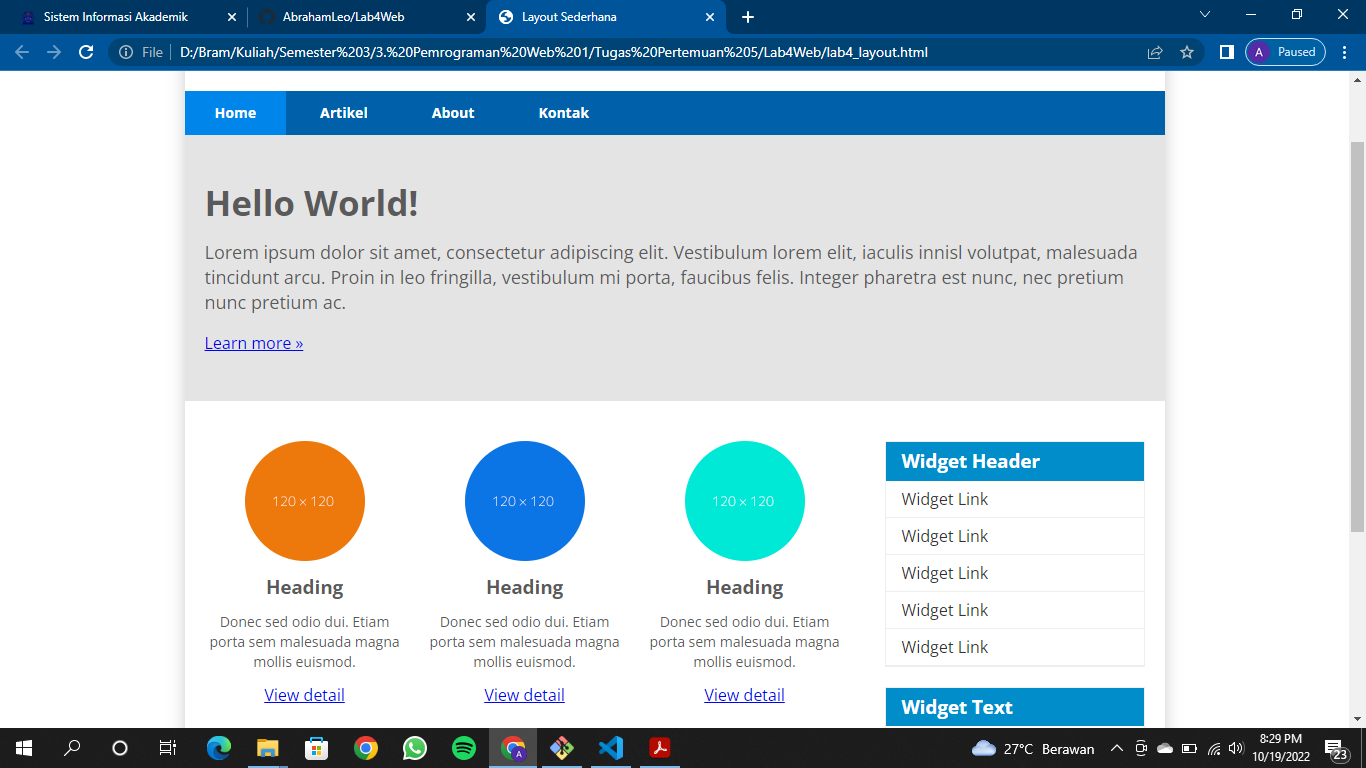 Sistem Informasi Akademik
AbrahamLeo/Lab4Web
Layout Sederhana
File
D:/Bram/Kuliah/Semester%203/3.%20Pemrograman%20Web%201/Tugas%20Pertemuan%205/Lab4Web/lab4_layout.html
A
Paused
Home
Artikel
About
Kontak
Hello World!
Lorem ipsum dolor sit amet, consectetur adipiscing elit. Vestibulum lorem elit, iaculis innisl volutpat, malesuada
tincidunt arcu. Proin in leo fringilla, vestibulum mi porta, faucibus felis. Integer pharetra est nunc, nec pretium
nunc pretium ac.
Learn more »
120 × 120
Heading
Donec sed odio dui. Etiam
porta sem malesuada magna
mollis euismod.
View detail
120 × 120
Heading
Donec sed odio dui. Etiam
porta sem malesuada magna
mollis euismod.
View detail
120 × 120
Heading
Donec sed odio dui. Etiam
porta sem malesuada magna
mollis euismod.
View detail
Widget Header
Widget Link
Widget Link
Widget Link
Widget Link
Widget Link
Widget Text
A
27°C Berawan
8:29 PM
10/19/2022
23